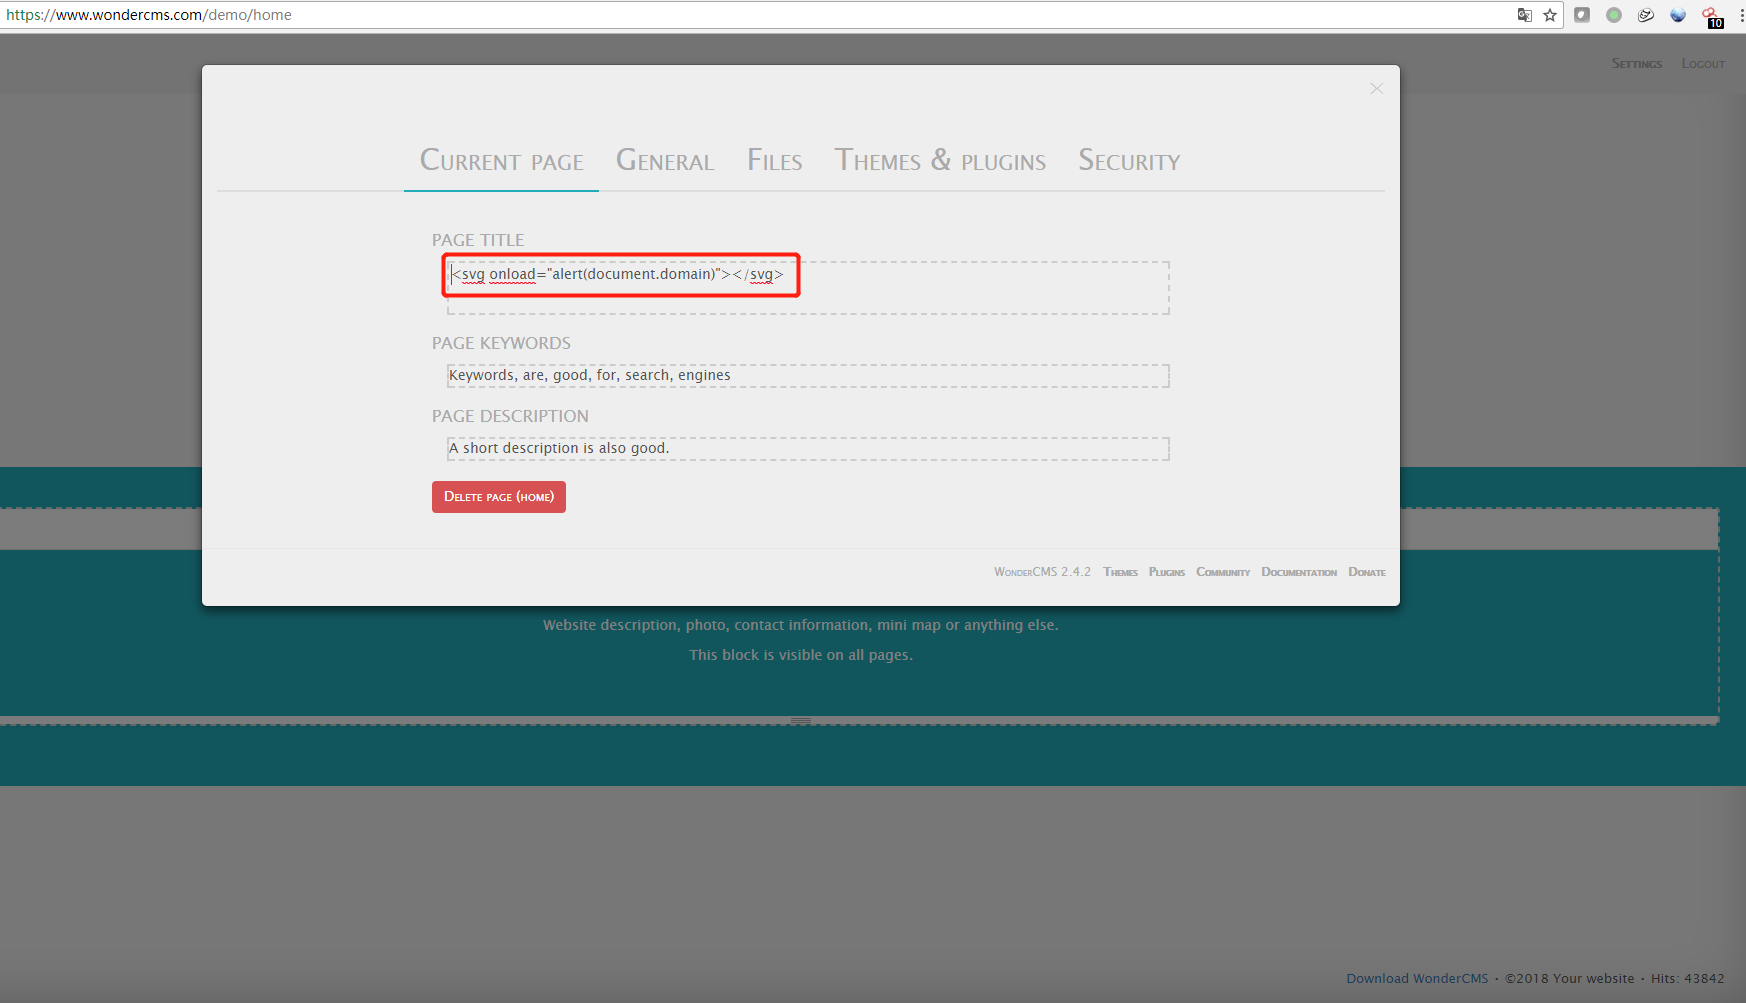 https://www.wondercms.com/demo/home
10
Settings Logout
Current page General Files Themes & plugins Security
PAGE TITLE
<svg onload="alert(document.domain)"></svg>
PAGE KEYWORDS
Keywords, are, good, for, search, engines
PAGE DESCRIPTION
A short description is also good.
Delete page (home)
WonderCMS 2.4.2 Themes Plugins Community Documentation Donate
Website description, photo, contact information, mini map or anything else.
This block is visible on all pages.
Download WonderCMS · ©2018 Your website · Hits: 43842